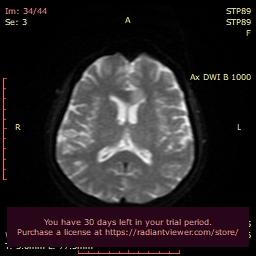 Im: 34/44
Se: 3
A
STP89
STP89
F
Ax DWI B 1000
R
L
You have 30 days left in your trial period.
Purchase a license at https://radiantviewer.com/store/